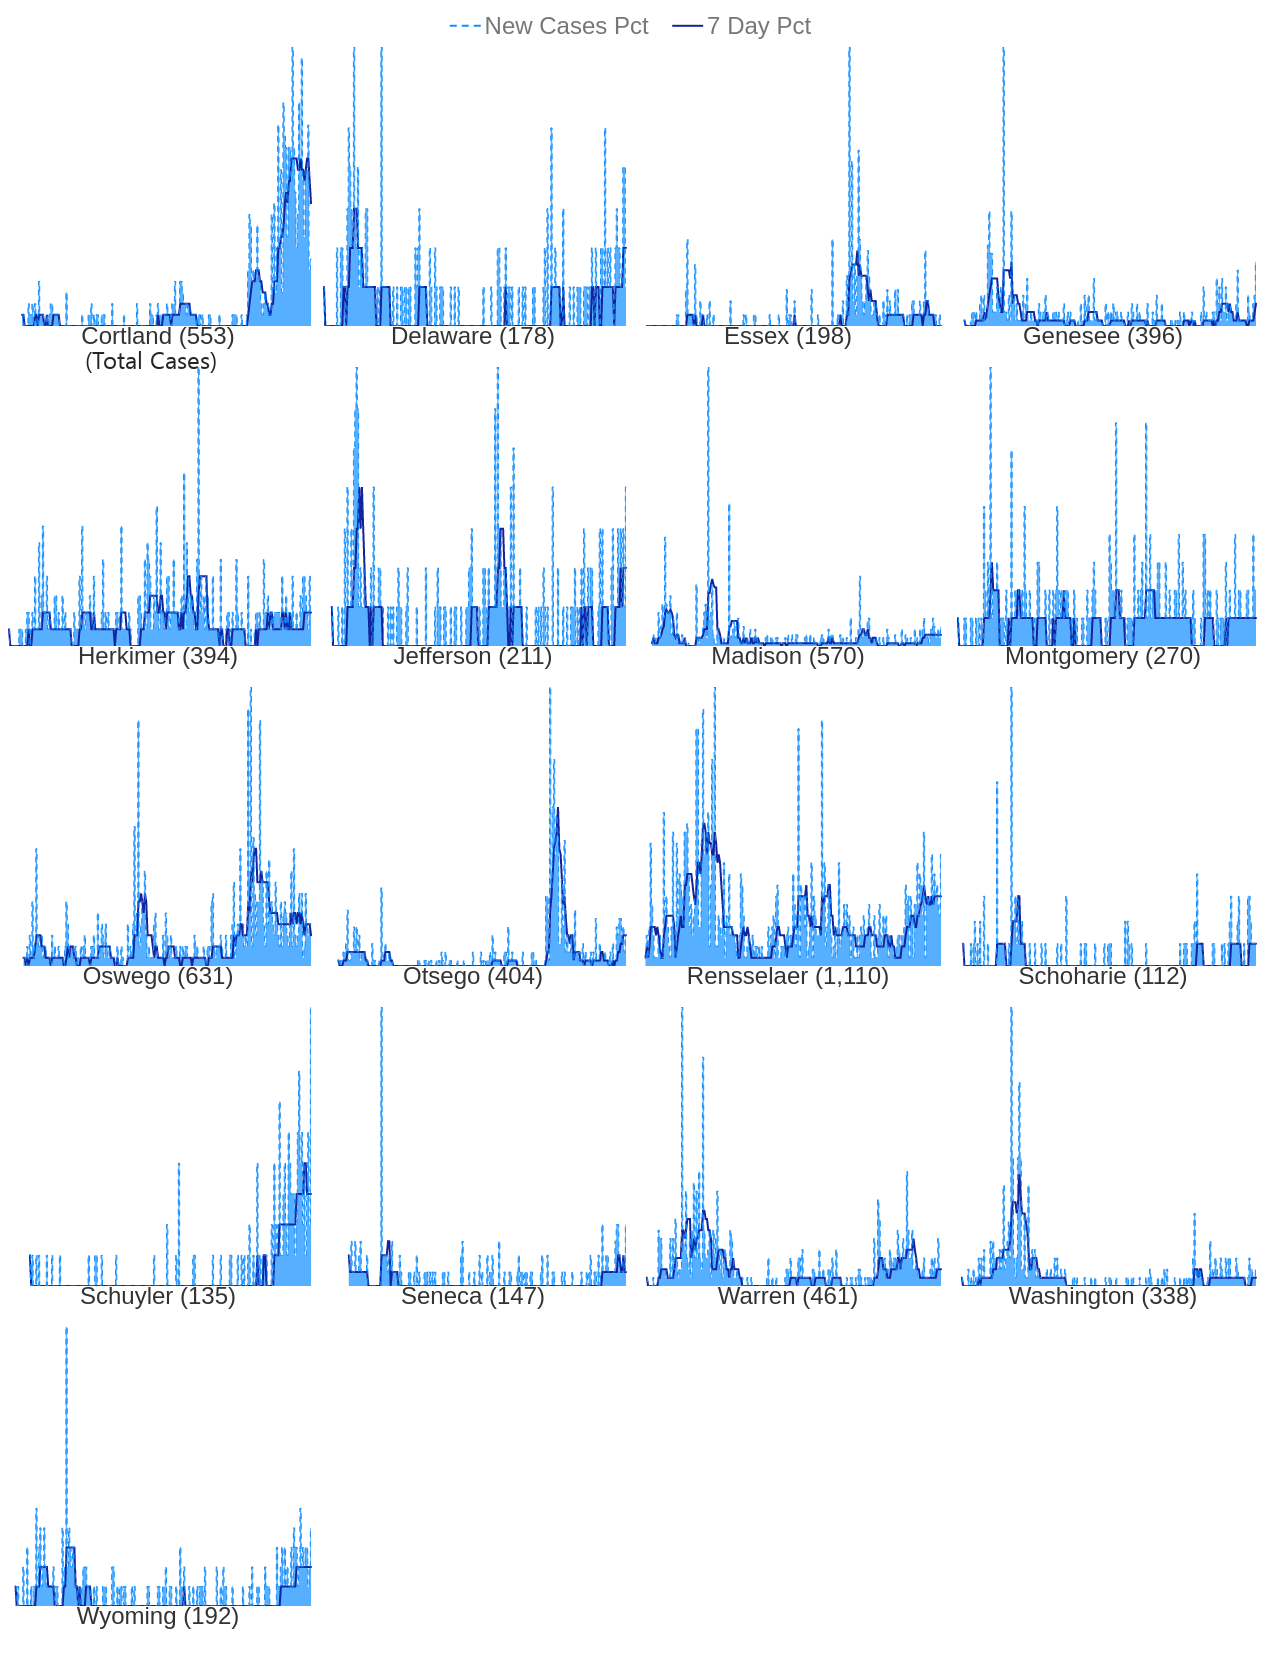 New Cases Pct 7 Day Pct
Cortland (553) Delaware (178) Essex (198) Genesee (396)
(Total Cases)
Herkimer (394) Jefferson (211) Madison (570) Montgomery (270)
Oswego (631) Otsego (404) Rensselaer (1,110) Schoharie (112)
Schuyler (135) Seneca (147) Warren (461) Washington (338)
Wyoming (192)